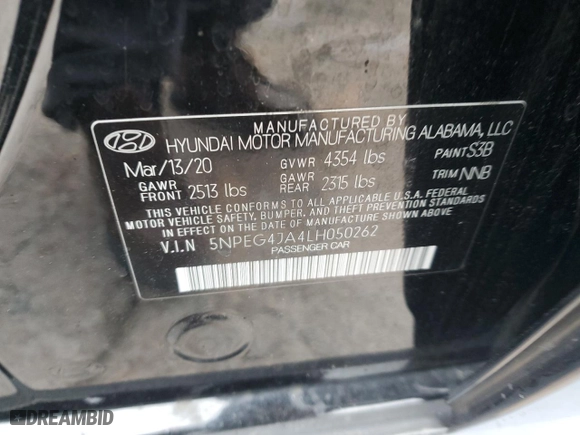 MANUFACTURED BY
HYUNDAI MOTOR MANUFACTURING ALABAMA, LLC
Mar/13/20 GVWR 4354 lbs PAINT S3B
GAWR FRONT 2513 lbs GAWR REAR 2315 lbs TRIM NNB
THIS VEHICLE CONFORMS TO ALL APPLICABLE U.S.A. FEDERAL
MOTOR VEHICLE SAFETY, BUMPER, AND THEFT PREVENTION STANDARDS
IN EFFECT ON THE DATE OF MANUFACTURE SHOWN ABOVE.
V.I.N 5NPEG4JA4LH050262
PASSENGER CAR
DREAMBID